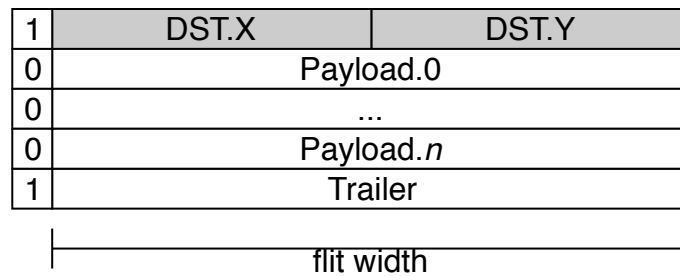 1 DST.X DST.Y
0 Payload.0
0 ...
0 Payload.n
1 Trailer
flit width